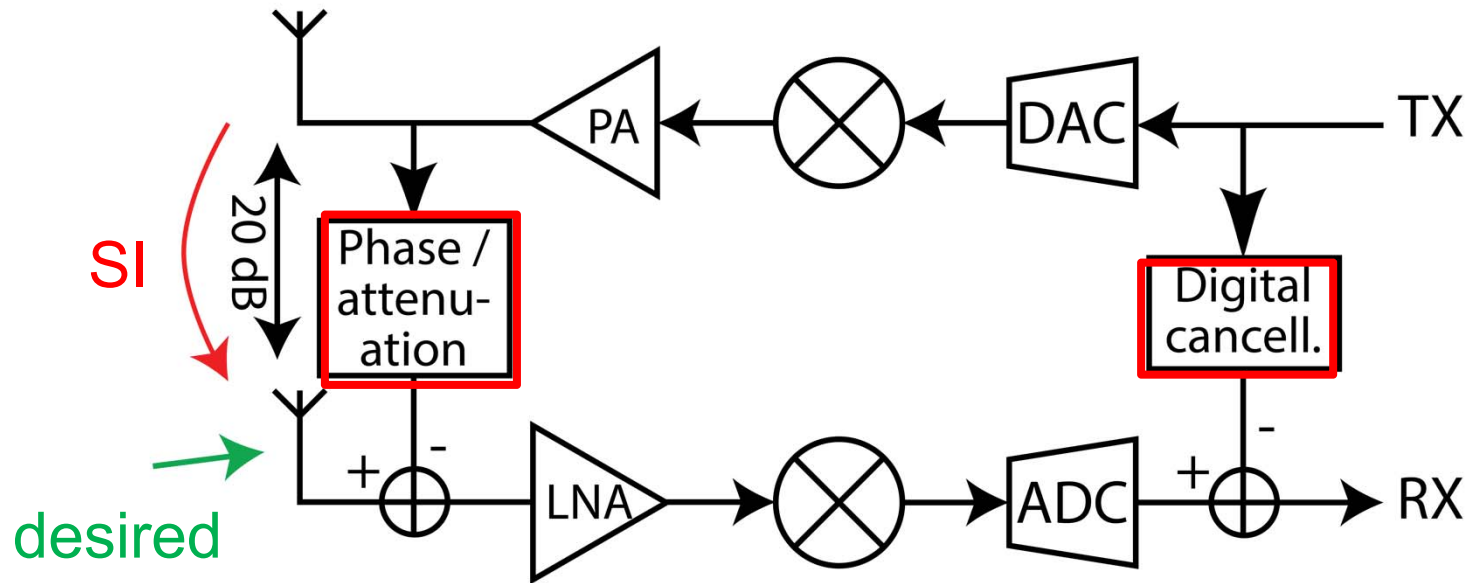 PA
DAC
TX
SI
20 dB
Phase /
attenu-
ation
Digital
cancell.
desired
+
-
LNA
ADC
+
-
RX